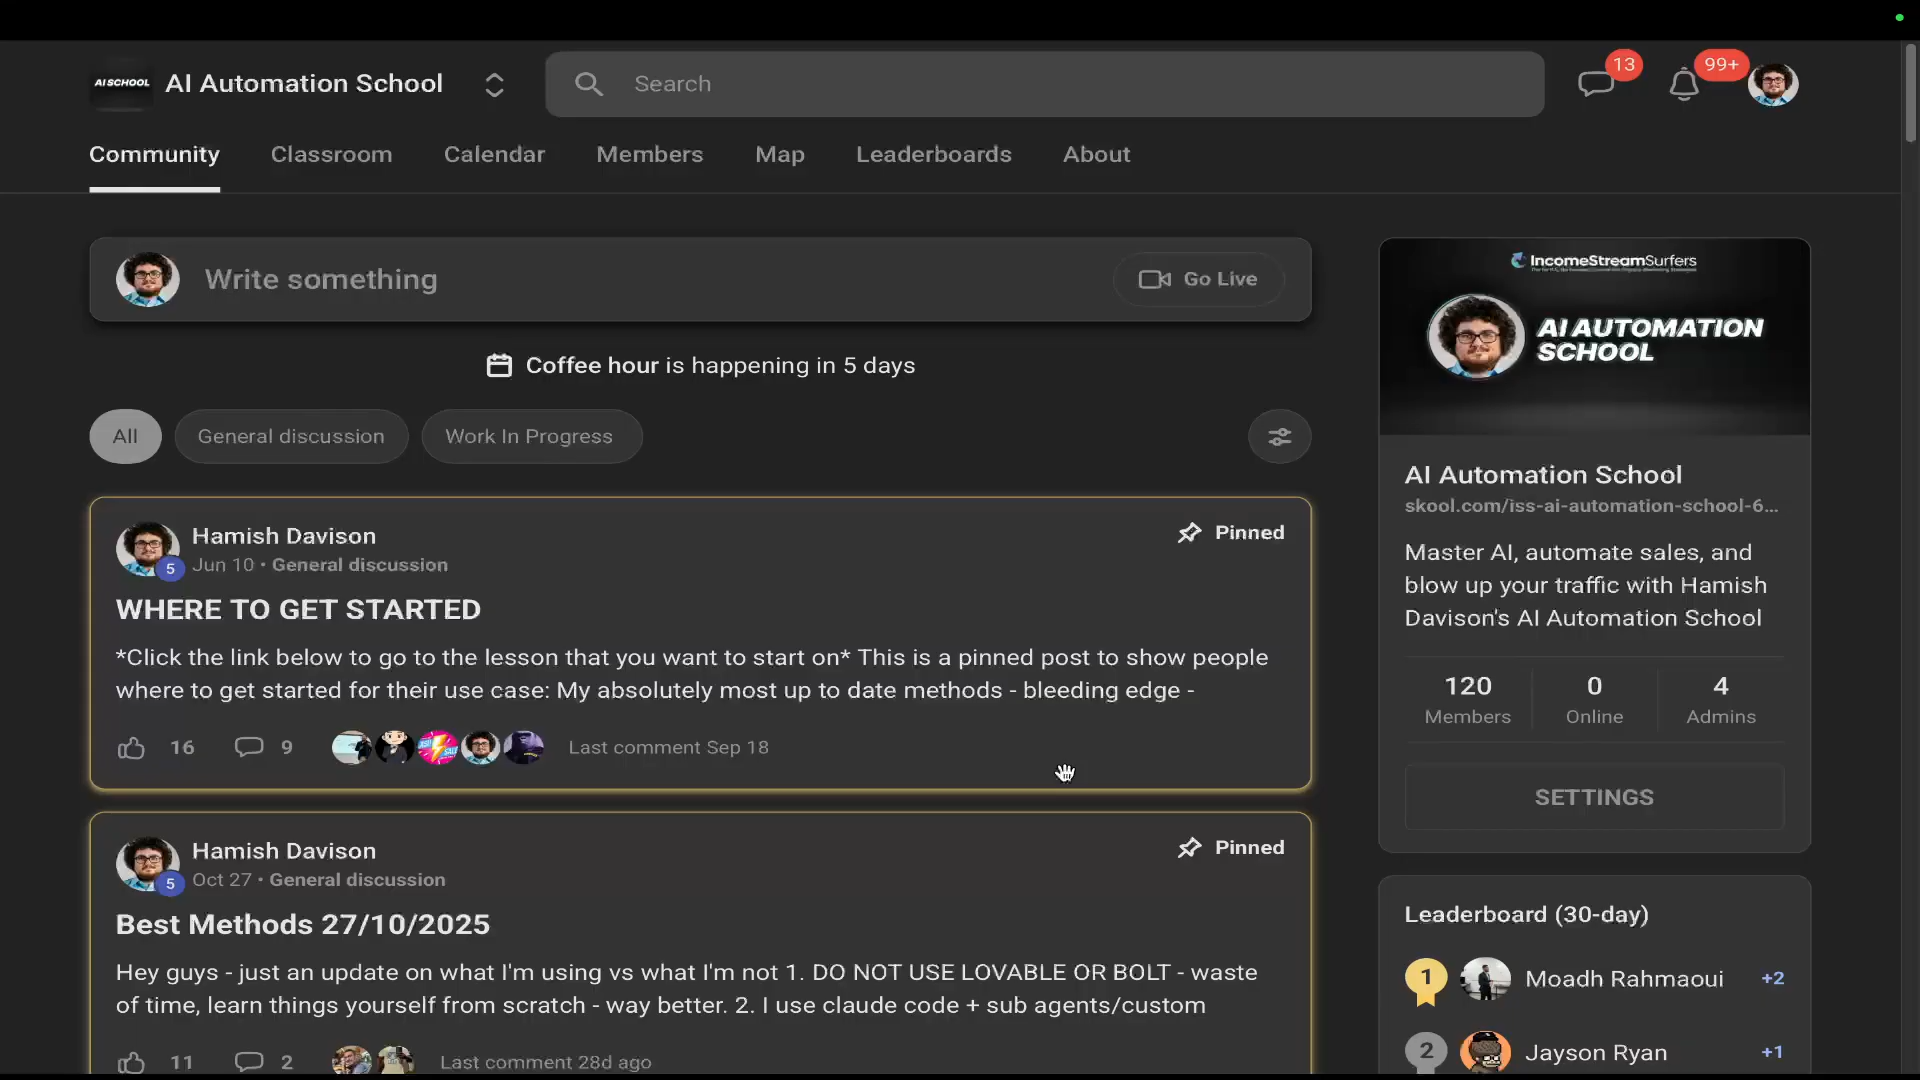 AI SCHOOL
AI Automation School
Search
13
99+
Community
Classroom
Calendar
Members
Map
Leaderboards
About
Write something
Go Live
Coffee hour is happening in 5 days
All
General discussion
Work In Progress
Hamish Davison
Pinned
5
Jun 10 • General discussion
WHERE TO GET STARTED
*Click the link below to go to the lesson that you want to start on* This is a pinned post to show people
where to get started for their use case: My absolutely most up to date methods - bleeding edge -
16
9
Last comment Sep 18
Hamish Davison
Pinned
5
Oct 27 • General discussion
Best Methods 27/10/2025
Hey guys - just an update on what I'm using vs what I'm not 1. DO NOT USE LOVABLE OR BOLT - waste
of time, learn things yourself from scratch - way better. 2. I use claude code + sub agents/custom
11
2
Last comment 28d ago
IncomeStreamSurfers
AI AUTOMATION
SCHOOL
AI Automation School
skool.com/iss-ai-automation-school-6...
Master AI, automate sales, and
blow up your traffic with Hamish
Davison's AI Automation School
120
0
4
Members
Online
Admins
SETTINGS
Leaderboard (30-day)
1
Moadh Rahmaoui
+2
2
Jayson Ryan
+1